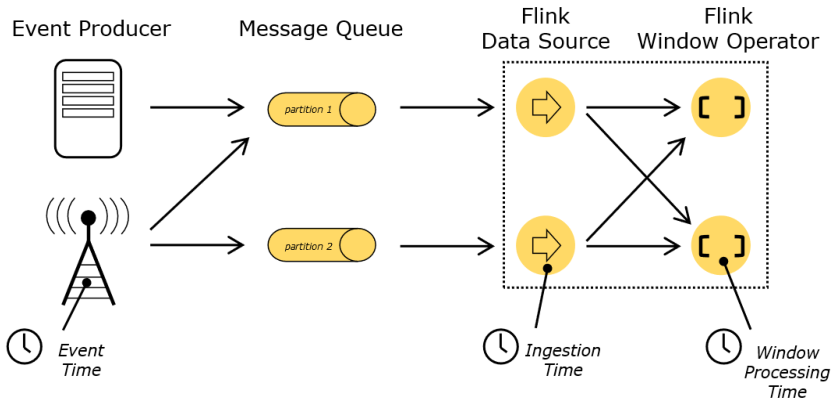 Event Producer
Message Queue
Flink
Data Source
Flink
Window Operator
partition 1
partition 2
Event
Time
Ingestion
Time
Window
Processing
Time